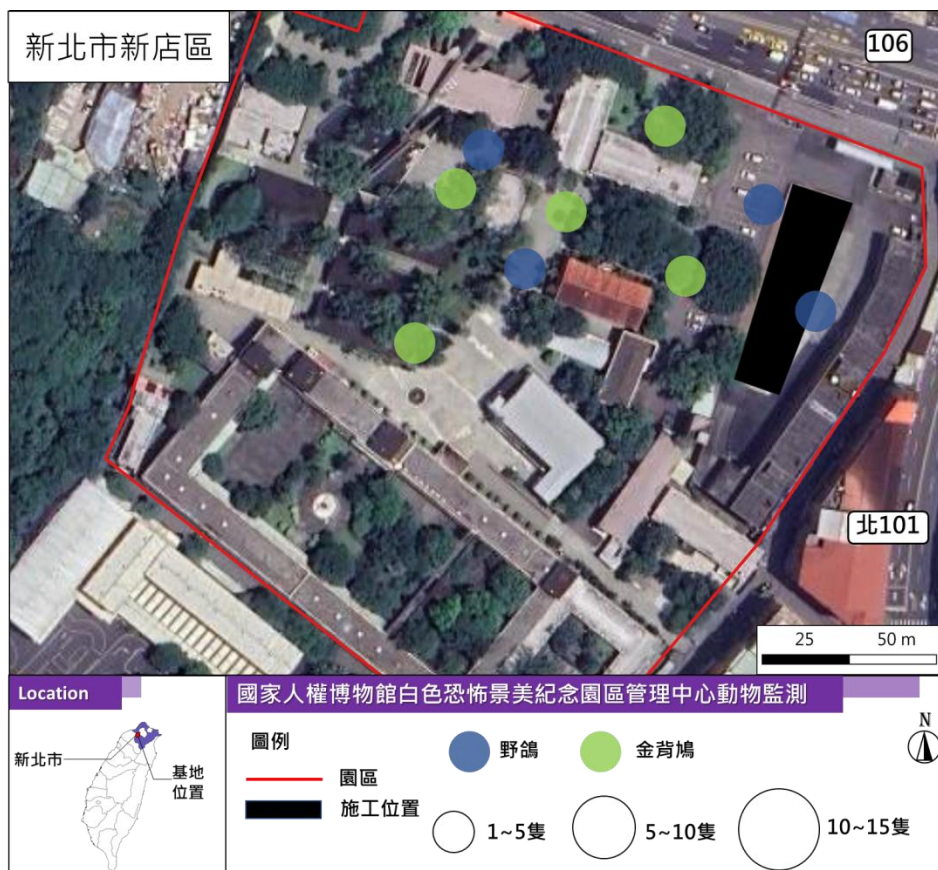 新北市新店區
106
北101
25 50 m
Location
新北市
基地
位置
國家人權博物館白色恐怖景美紀念園區管理中心動物監測
圖例
野鴿
金背鳩
園區
施工位置
1~5隻
5~10隻
10~15隻
N